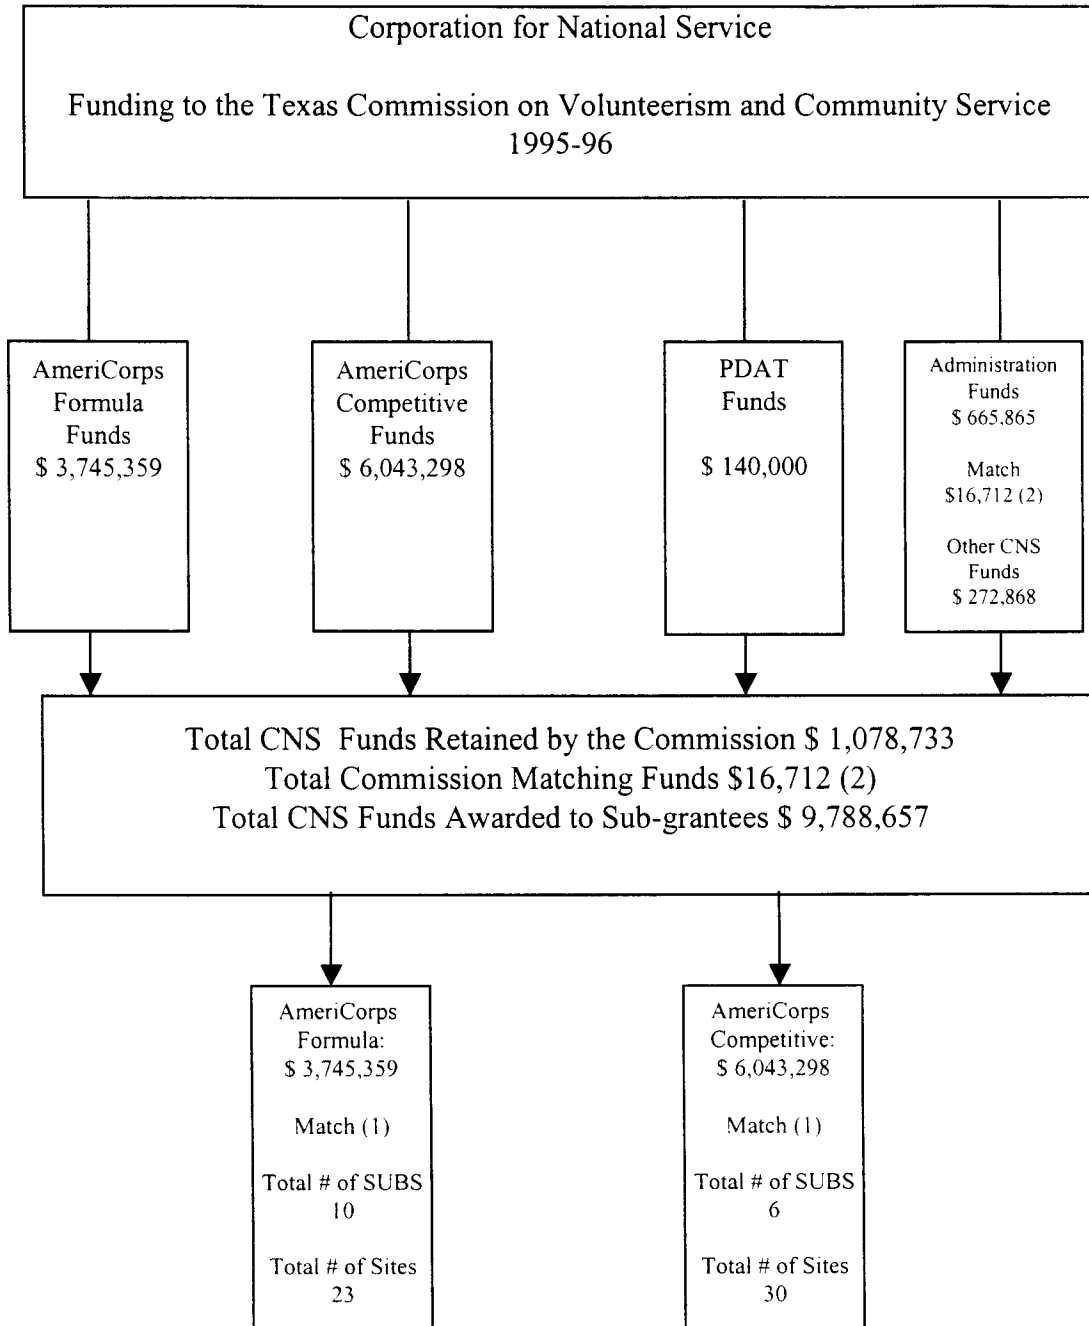 Corporation for National Service
Funding to the Texas Commission on Volunteerism and Community Service
1995-96
AmeriCorps
Formula
Funds
$ 3,745,359
AmeriCorps
Competitive
Funds
$ 6,043,298
PDAT
Funds
$ 140,000
Administration
Funds
$ 665,865
Match
$16,712 (2)
Other CNS
Funds
$ 272,868
Total CNS Funds Retained by the Commission $ 1,078,733
Total Commission Matching Funds $16,712 (2)
Total CNS Funds Awarded to Sub-grantees $ 9,788,657
AmeriCorps
Formula:
$ 3,745,359
Match (1)
Total # of SUBS
10
Total # of Sites
23
AmeriCorps
Competitive:
$ 6,043,298
Match (1)
Total # of SUBS
6
Total # of Sites
30